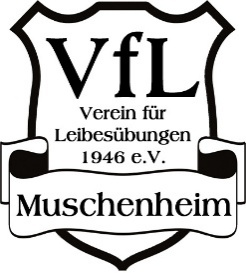 VfL
Verein für
Leibesübungen
1946 e.V.
Muschenheim